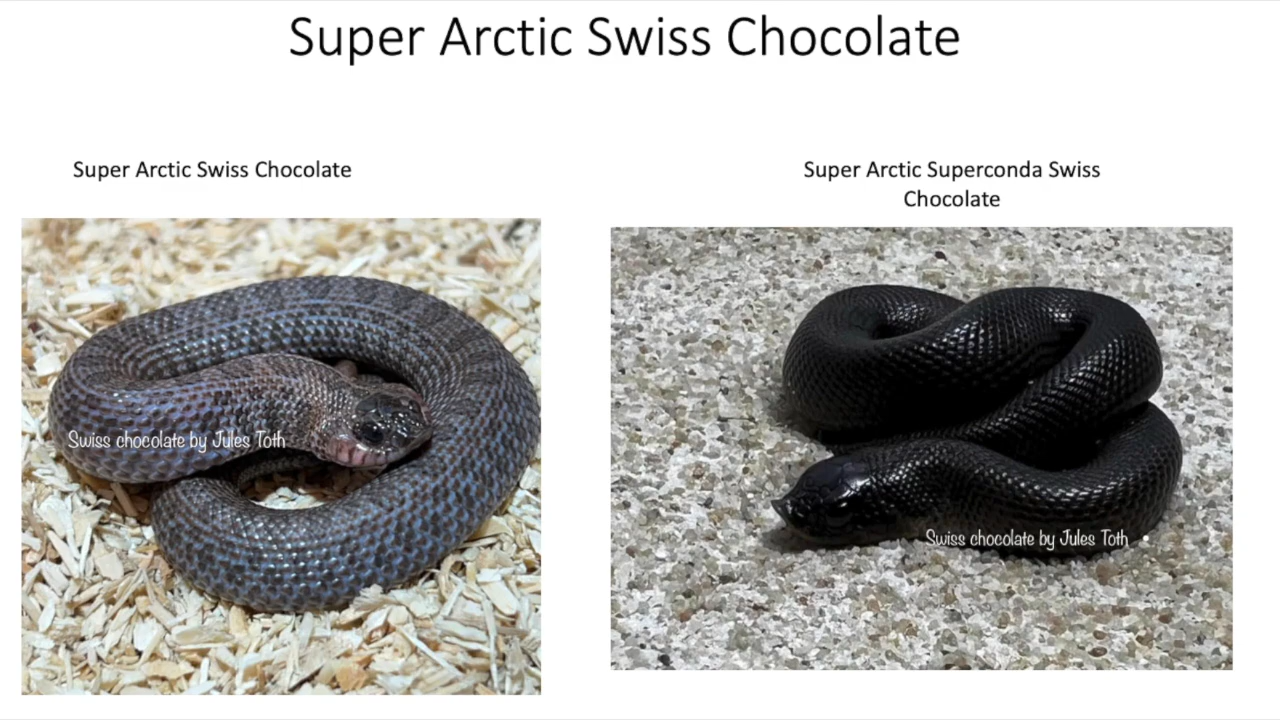 Super Arctic Swiss Chocolate
Super Arctic Swiss Chocolate
Super Arctic Superconda Swiss
Chocolate
Swiss chocolate by Jules Toth
Swiss chocolate by Jules Toth •